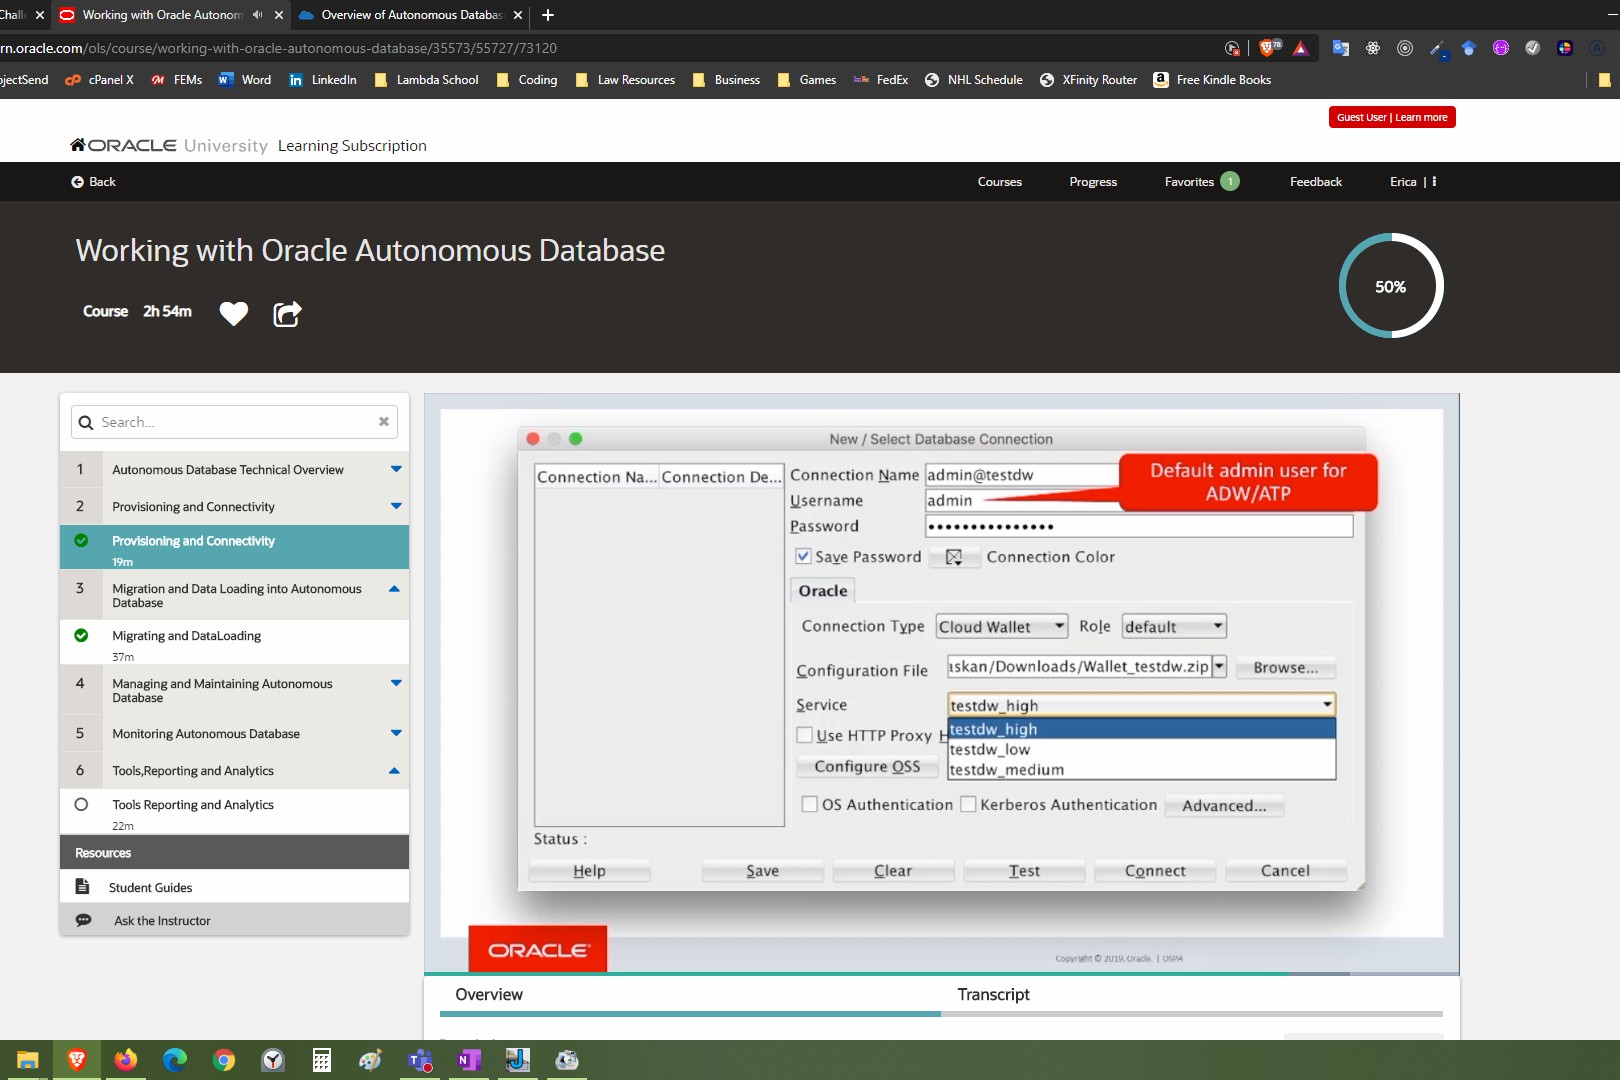 Chall
Working with Oracle Autonom
Overview of Autonomous Databas
rn.oracle.com/ols/course/working-with-oracle-autonomous-database/35573/55727/73120
78
ojectSend
cPanel X
FEMs
Word
LinkedIn
Lambda School
Coding
Law Resources
Business
Games
FedEx
NHL Schedule
XFinity Router
Free Kindle Books
Guest User | Learn more
ORACLE University Learning Subscription
Back
Courses
Progress
Favorites 1
Feedback
Erica |
Working with Oracle Autonomous Database
Course 2h 54m
50%
Search...
1 Autonomous Database Technical Overview
2 Provisioning and Connectivity
Provisioning and Connectivity
19m
3 Migration and Data Loading into Autonomous
Database
Migrating and DataLoading
37m
4 Managing and Maintaining Autonomous
Database
5 Monitoring Autonomous Database
6 Tools,Reporting and Analytics
Tools Reporting and Analytics
22m
Resources
Student Guides
Ask the Instructor
New / Select Database Connection
Connection Na... Connection De...
Connection Name admin@testdw
Username admin
Default admin user for
ADW/ATP
Password
Save Password Connection Color
Oracle
Connection Type Cloud Wallet Role default
Configuration File askan/Downloads/Wallet_testdw.zip Browse...
Service testdw_high
testdw_high
testdw_low
testdw_medium
Use HTTP Proxy H
Configure OSS
OS Authentication Kerberos Authentication Advanced...
Status :
Help Save Clear Test Connect Cancel
ORACLE
Copyright © 2019, Oracle. | OSPA
Overview Transcript